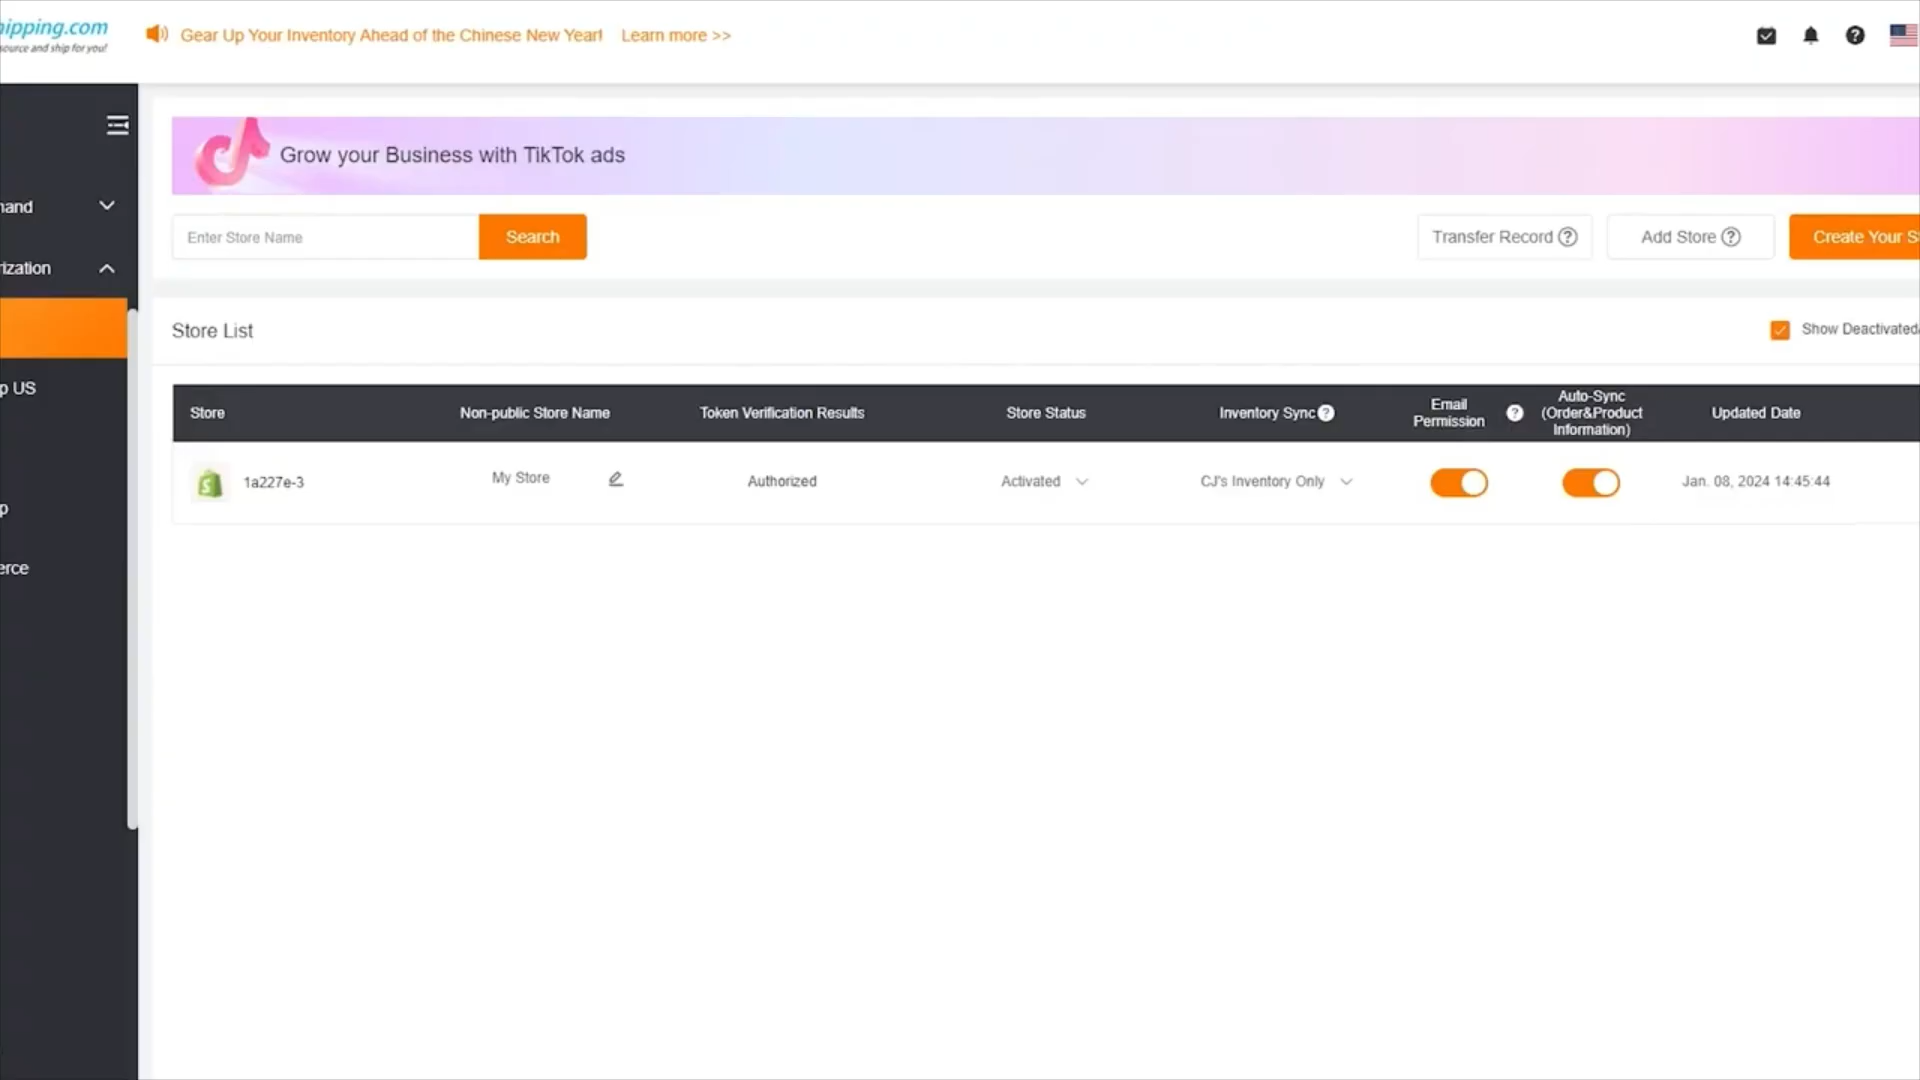 hipping.com
source and ship for you!
Gear Up Your Inventory Ahead of the Chinese New Year! Learn more >>
Grow your Business with TikTok ads
Enter Store Name
Search
Transfer Record ?
Add Store ?
Create Your S
mand
rization
p US
p
erce
Store List
Show Deactivated
Store
Non-public Store Name
Token Verification Results
Store Status
Inventory Sync ?
Email
Permission
?
Auto-Sync
(Order&Product
Information)
Updated Date
1a227e-3
My Store
Authorized
Activated
CJ's Inventory Only
Jan. 08, 2024 14:45:44